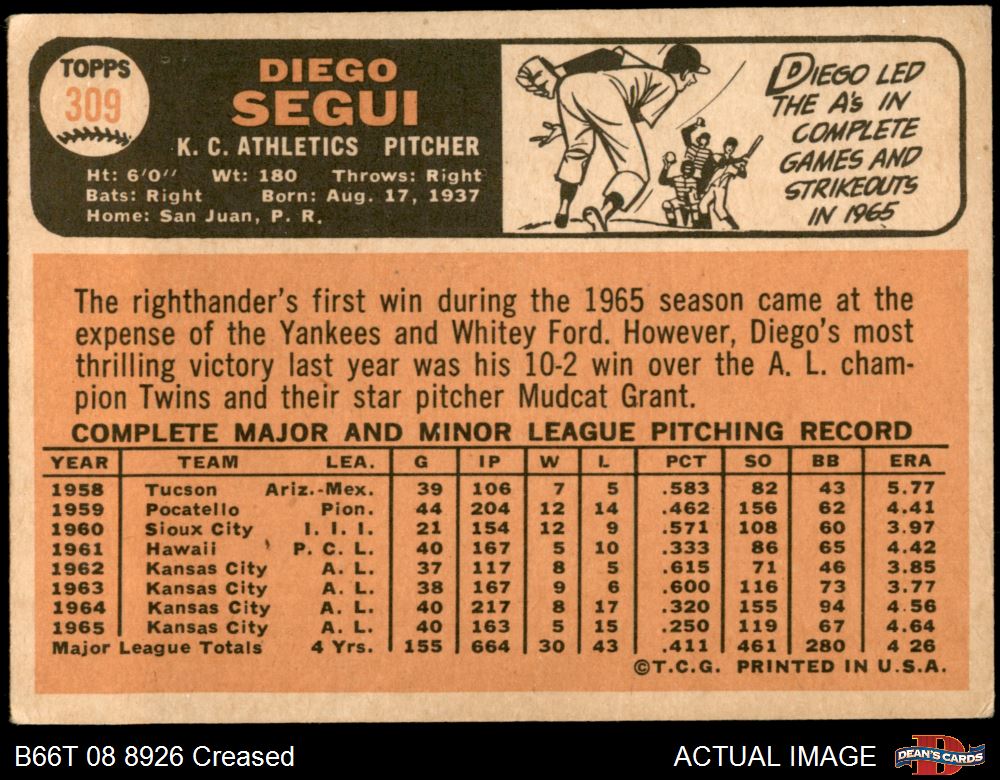 TOPPS
309
DIEGO
SEGUI
K. C. ATHLETICS PITCHER
Ht: 6'0" Wt: 180 Throws: Right
Bats: Right Born: Aug. 17, 1937
Home: San Juan, P. R.
DIEGO LED
THE A's IN
COMPLETE
GAMES AND
STRIKEOUTS
IN 1965
The righthander's first win during the 1965 season came at the
expense of the Yankees and Whitey Ford. However, Diego's most
thrilling victory last year was his 10-2 win over the A. L. cham-
pion Twins and their star pitcher Mudcat Grant.
COMPLETE MAJOR AND MINOR LEAGUE PITCHING RECORD
YEAR TEAM LEA. G IP W L PCT SO BB ERA
1958 Tucson Ariz.-Mex. 39 106 7 5 .583 82 43 5.77
1959 Pocatello Pion. 44 204 12 14 .462 156 62 4.41
1960 Sioux City I. I. I. 21 154 12 9 .571 108 60 3.97
1961 Hawaii P. C. L. 40 167 5 10 .333 86 65 4.42
1962 Kansas City A. L. 37 117 8 5 .615 71 46 3.85
1963 Kansas City A. L. 38 167 9 6 .600 116 73 3.77
1964 Kansas City A. L. 40 217 8 17 .320 155 94 4.56
1965 Kansas City A. L. 40 163 5 15 .250 119 67 4.64
Major League Totals 4 Yrs. 155 664 30 43 .411 461 280 4 26
©T.C.G. PRINTED IN U.S.A.
B66T 08 8926 Creased ACTUAL IMAGE
DEAN'S CARDS